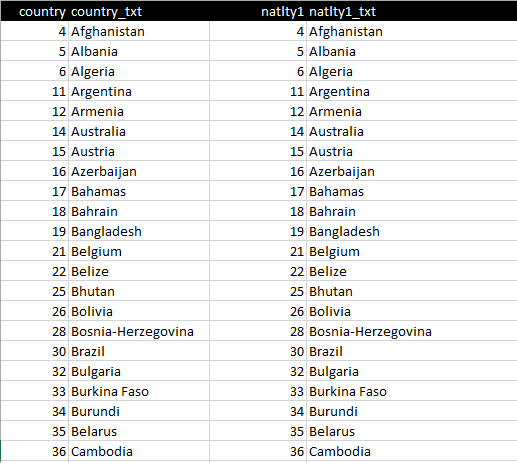 country country_txt natlty1 natlty1_txt
4 Afghanistan 4 Afghanistan
5 Albania 5 Albania
6 Algeria 6 Algeria
11 Argentina 11 Argentina
12 Armenia 12 Armenia
14 Australia 14 Australia
15 Austria 15 Austria
16 Azerbaijan 16 Azerbaijan
17 Bahamas 17 Bahamas
18 Bahrain 18 Bahrain
19 Bangladesh 19 Bangladesh
21 Belgium 21 Belgium
22 Belize 22 Belize
25 Bhutan 25 Bhutan
26 Bolivia 26 Bolivia
28 Bosnia-Herzegovina 28 Bosnia-Herzegovina
30 Brazil 30 Brazil
32 Bulgaria 32 Bulgaria
33 Burkina Faso 33 Burkina Faso
34 Burundi 34 Burundi
35 Belarus 35 Belarus
36 Cambodia 36 Cambodia